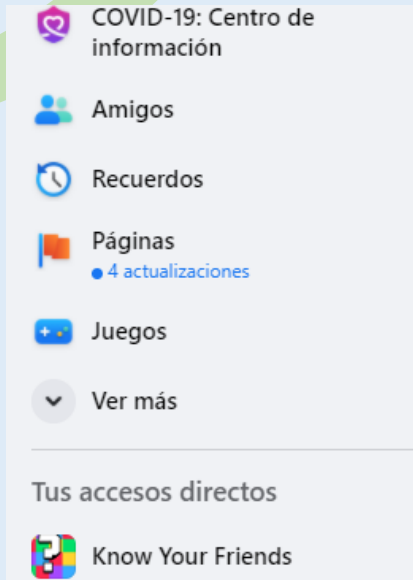 COVID-19: Centro de
información
Amigos
Recuerdos
Páginas
4 actualizaciones
Juegos
Ver más
Tus accesos directos
Know Your Friends